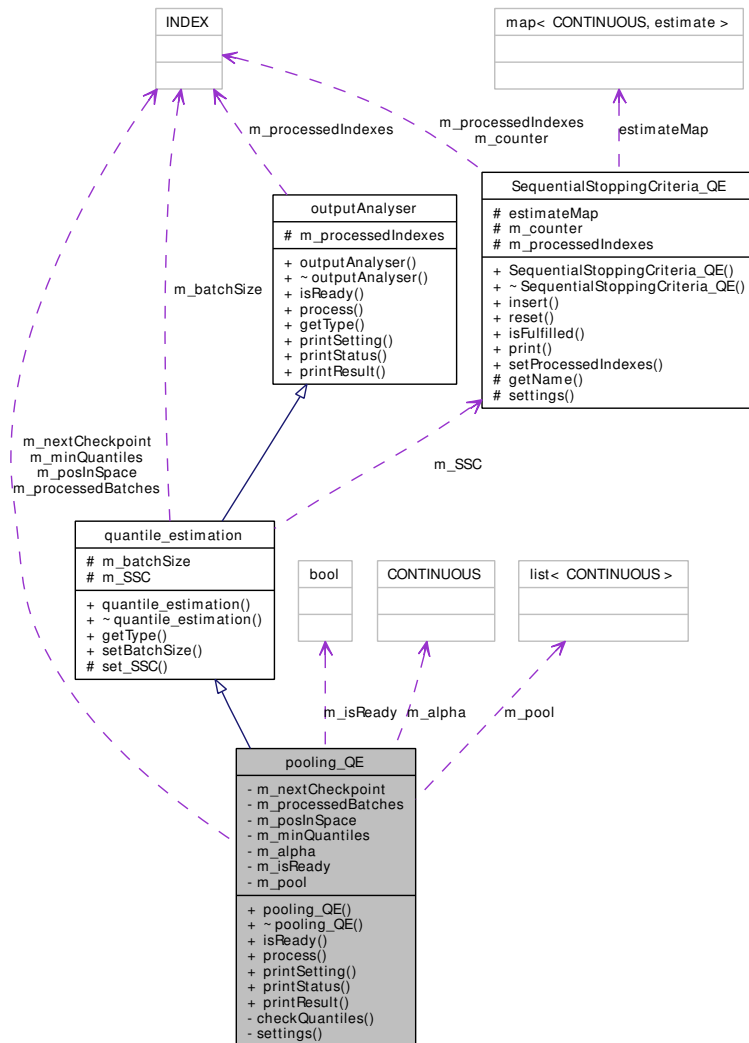 INDEX
map< CONTINUOUS, estimate >
m_processedIndexes
m_processedIndexes
m_counter
estimateMap
outputAnalyser
# m_processedIndexes
+ outputAnalyser()
+ ~ outputAnalyser()
+ isReady()
+ process()
+ getType()
+ printSetting()
+ printStatus()
+ printResult()
SequentialStoppingCriteria_QE
# estimateMap
# m_counter
# m_processedIndexes
+ SequentialStoppingCriteria_QE()
+ ~ SequentialStoppingCriteria_QE()
+ insert()
+ reset()
+ isFulfilled()
+ print()
+ setProcessedIndexes()
# getName()
# settings()
m_batchSize
m_nextCheckpoint
m_minQuantiles
m_posInSpace
m_processedBatches
m_SSC
quantile_estimation
# m_batchSize
# m_SSC
+ quantile_estimation()
+ ~ quantile_estimation()
+ getType()
+ setBatchSize()
# set_SSC()
bool
CONTINUOUS
list< CONTINUOUS >
m_isReady
m_alpha
m_pool
pooling_QE
- m_nextCheckpoint
- m_processedBatches
- m_posInSpace
- m_minQuantiles
- m_alpha
- m_isReady
- m_pool
+ pooling_QE()
+ ~ pooling_QE()
+ isReady()
+ process()
+ printSetting()
+ printStatus()
+ printResult()
- checkQuantiles()
- settings()